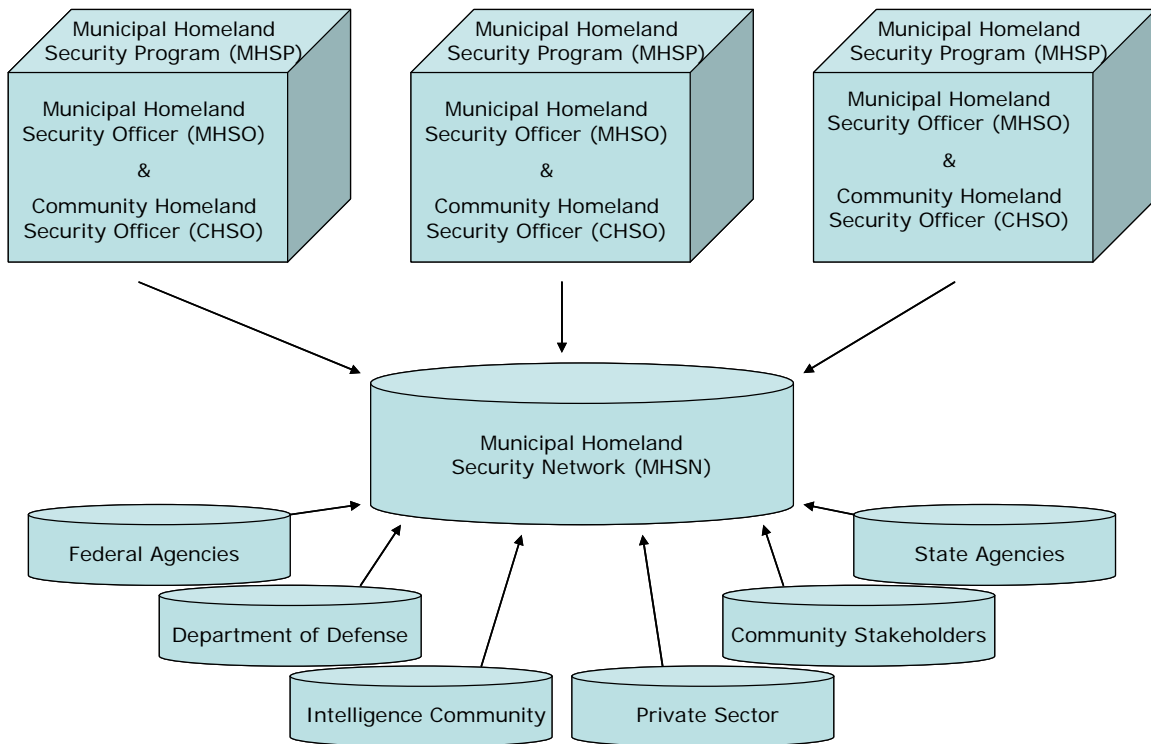 Municipal Homeland
Security Program (MHSP)
Municipal Homeland
Security Officer (MHSO)
&
Community Homeland
Security Officer (CHSO)
Municipal Homeland
Security Program (MHSP)
Municipal Homeland
Security Officer (MHSO)
&
Community Homeland
Security Officer (CHSO)
Municipal Homeland
Security Program (MHSP)
Municipal Homeland
Security Officer (MHSO)
&
Community Homeland
Security Officer (CHSO)
Municipal Homeland
Security Network (MHSN)
Federal Agencies
State Agencies
Department of Defense
Community Stakeholders
Intelligence Community
Private Sector